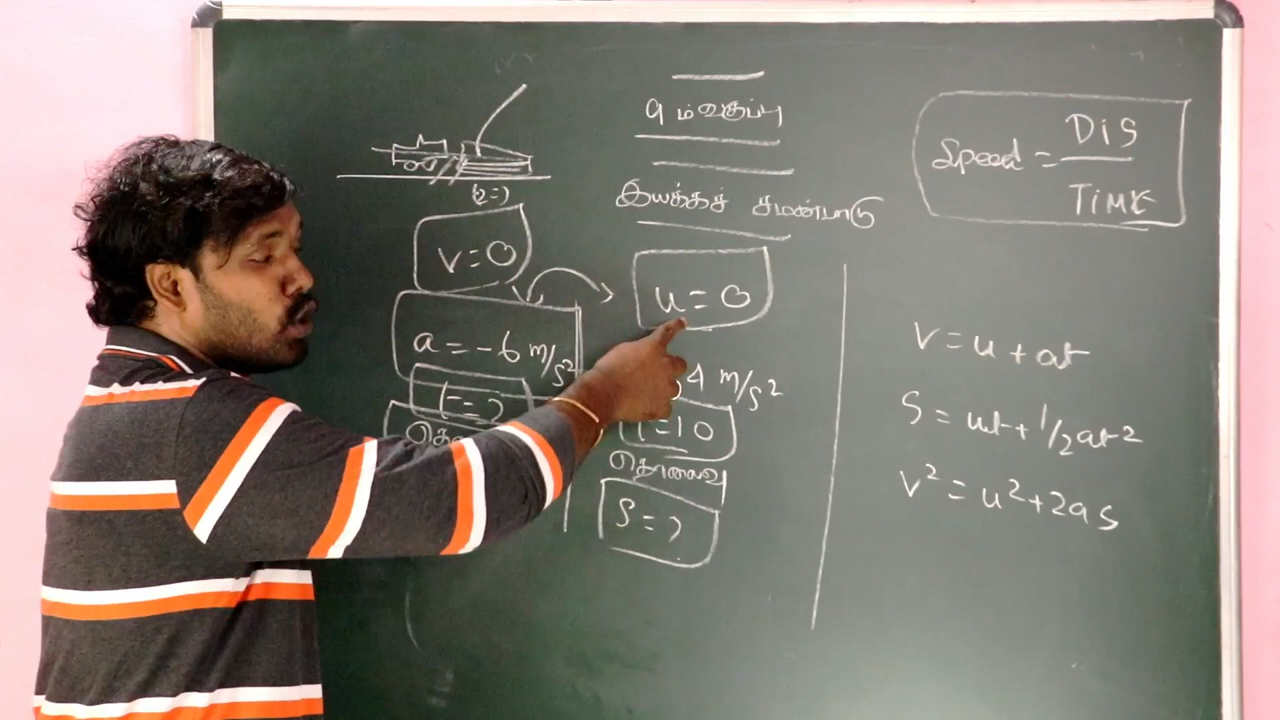 9 ம் வகுப்பு
இயக்கச் சமன்பாடு
Speed = DIS / TIME
(2=)
v=0
a = -6 m/s²
t = ?
u = 0
4 m/s²
t=10
தொலைவு
S = ?
V = u + at
S = ut + 1/2 at²
v² = u² + 2as